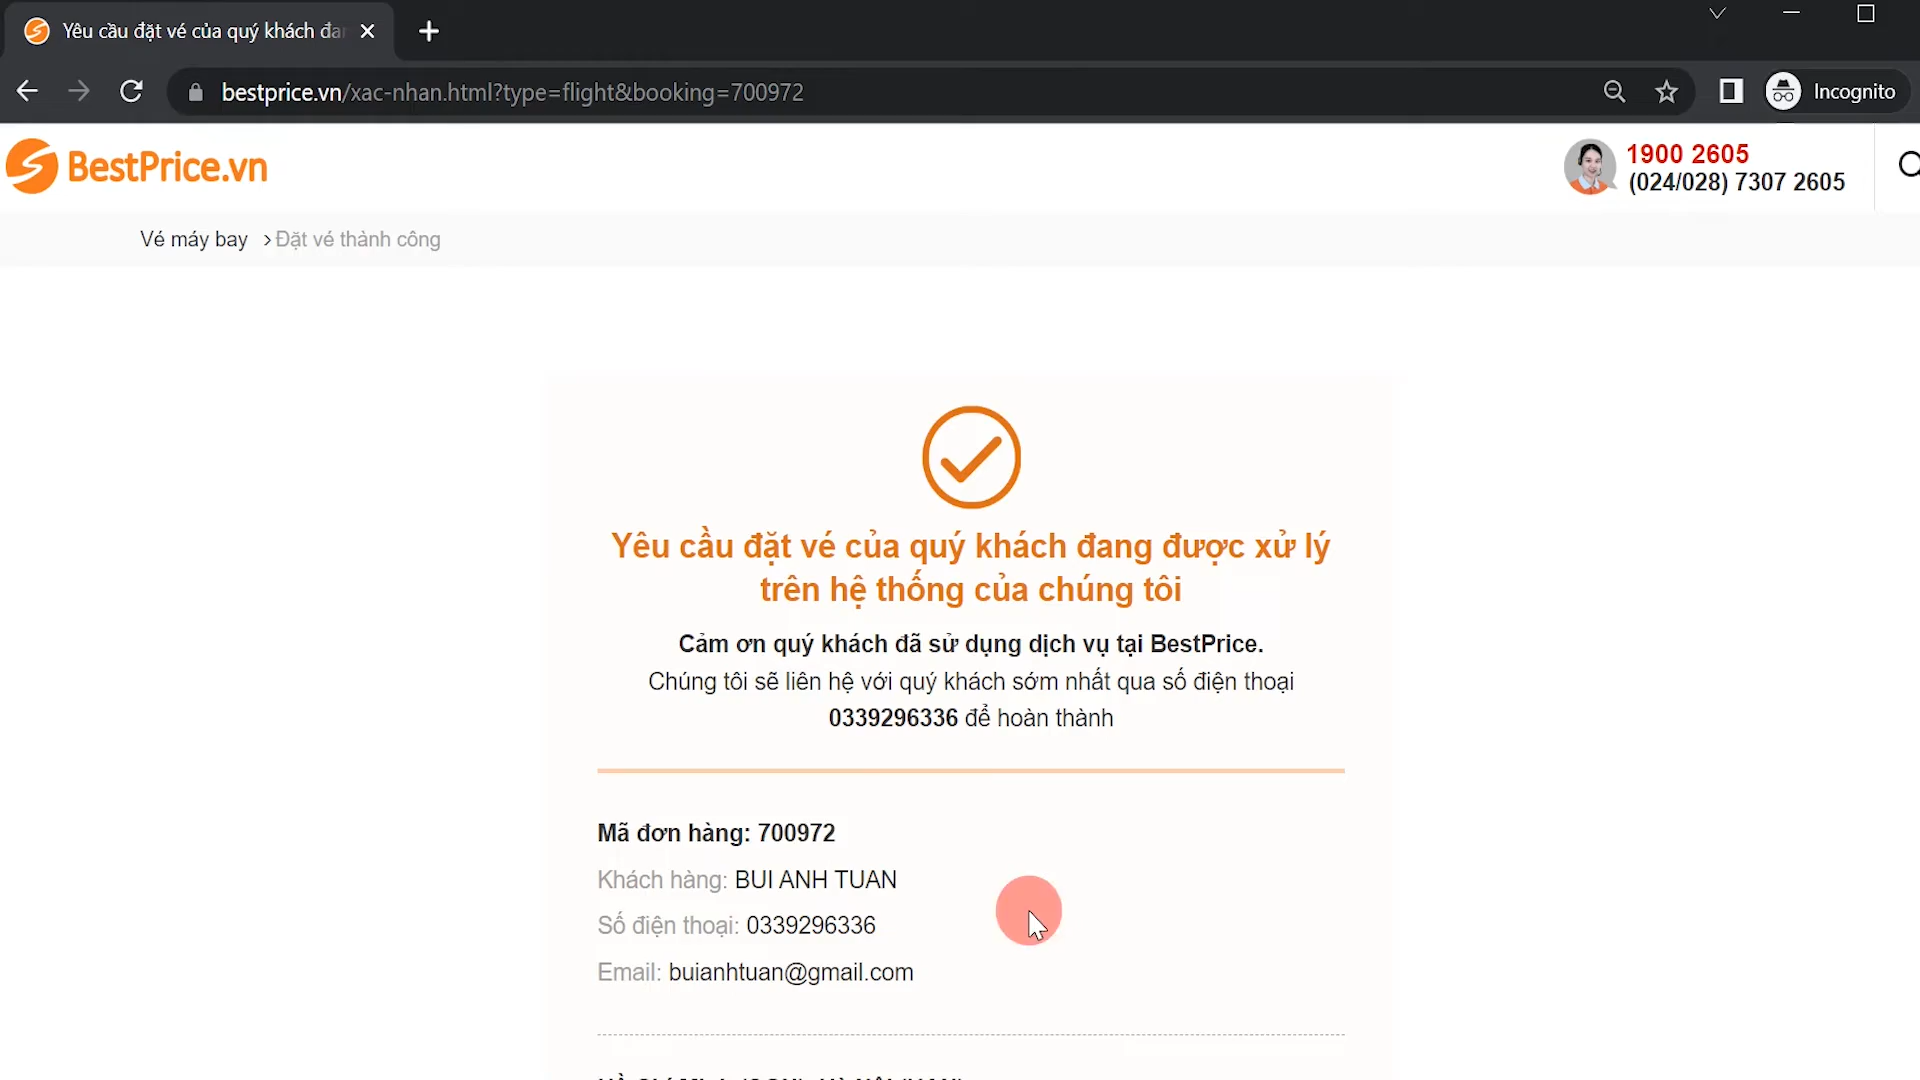 Yêu cầu đặt vé của quý khách đa
bestprice.vn/xac-nhan.html?type=flight&booking=700972
Incognito
BestPrice.vn
1900 2605
(024/028) 7307 2605
Vé máy bay > Đặt vé thành công
Yêu cầu đặt vé của quý khách đang được xử lý
trên hệ thống của chúng tôi
Cảm ơn quý khách đã sử dụng dịch vụ tại BestPrice.
Chúng tôi sẽ liên hệ với quý khách sớm nhất qua số điện thoại
0339296336 để hoàn thành
Mã đơn hàng: 700972
Khách hàng: BUI ANH TUAN
Số điện thoại: 0339296336
Email: buianhtuan@gmail.com